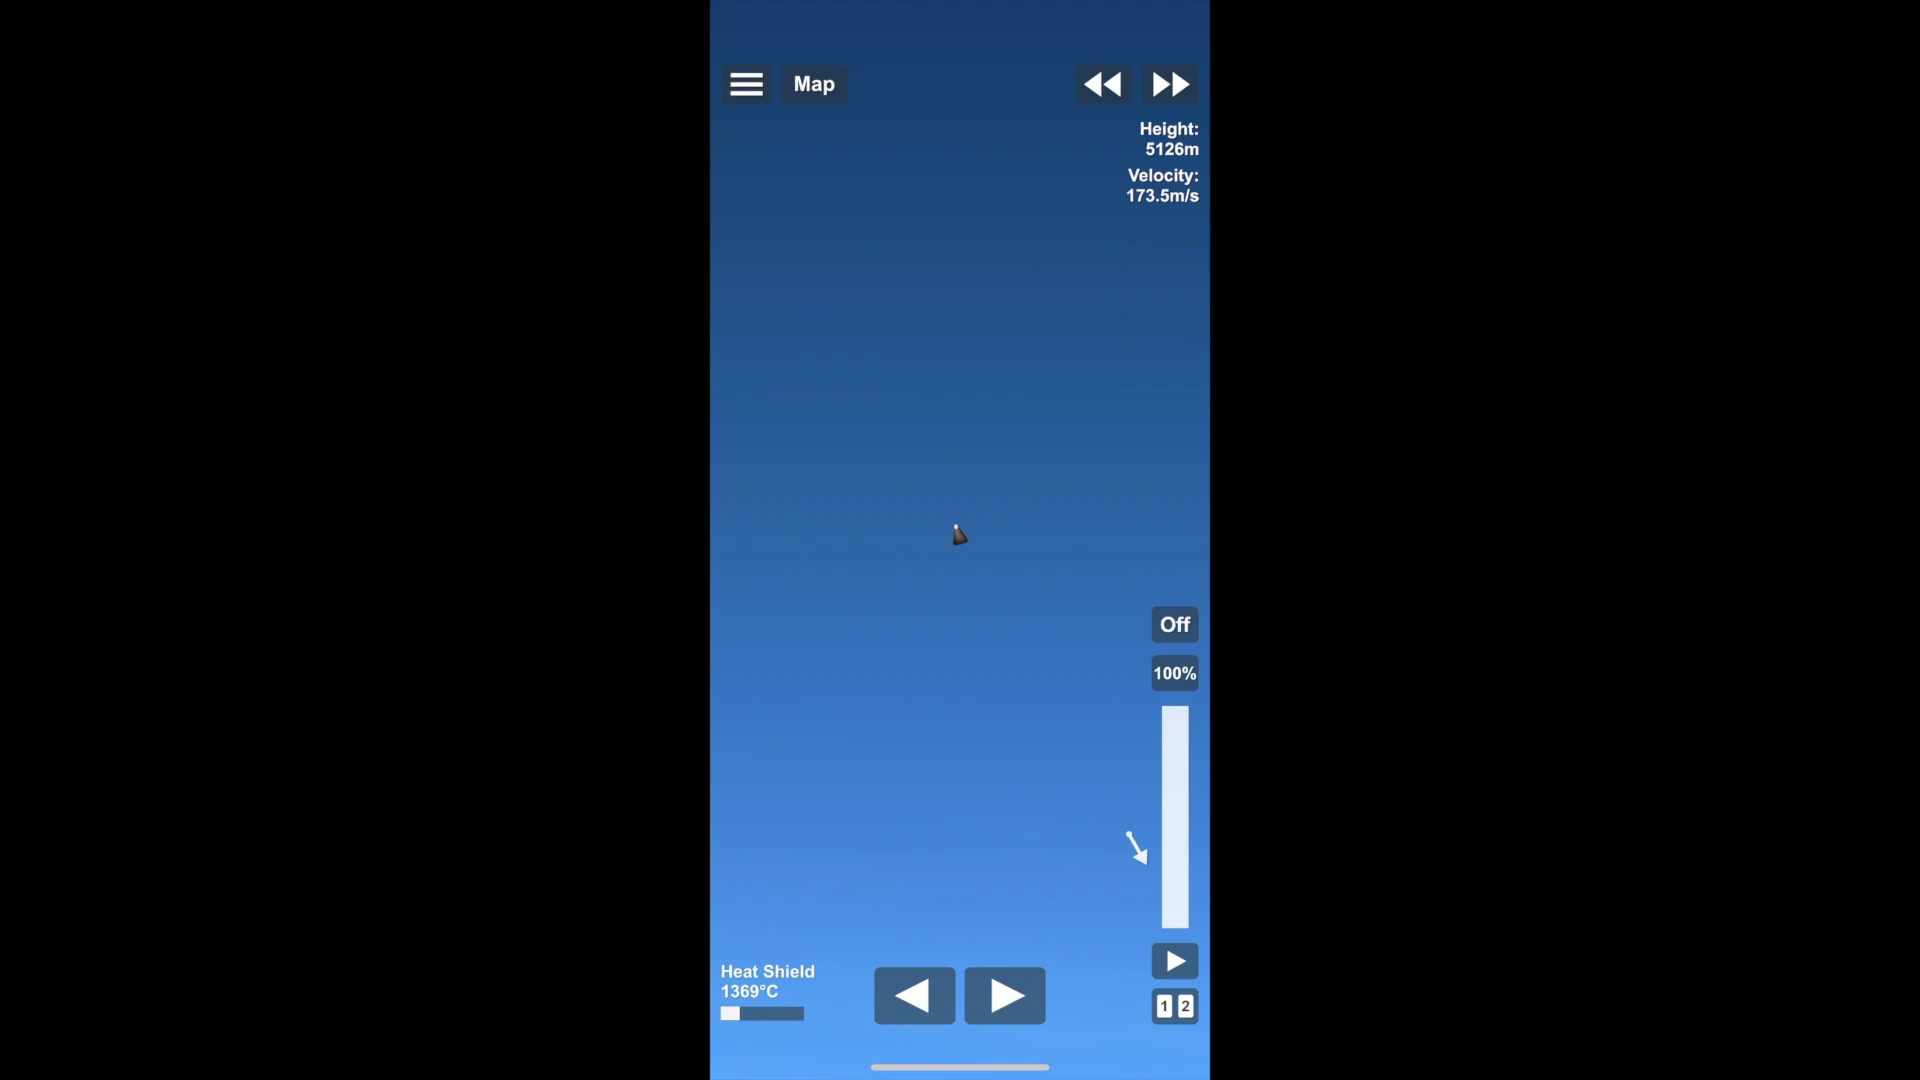 Map
Height:
5126m
Velocity:
173.5m/s
Off
100%
Heat Shield
1369°C
1 2